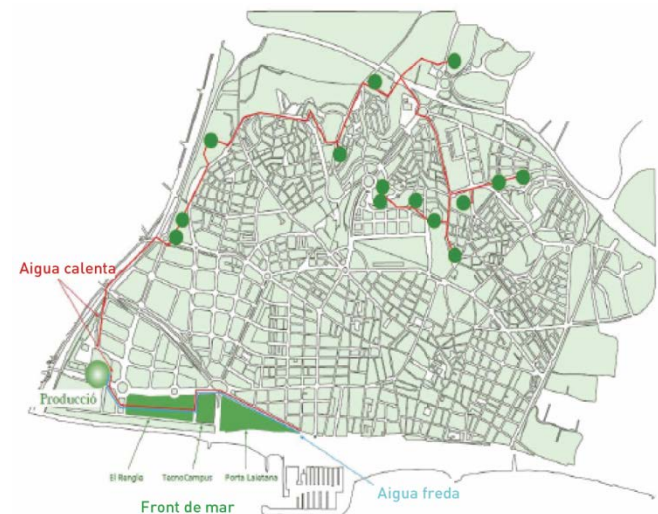 Aigua calenta
Producció
El Rengle
TecnoCampus
Porta Laietana
Aigua freda
Front de mar